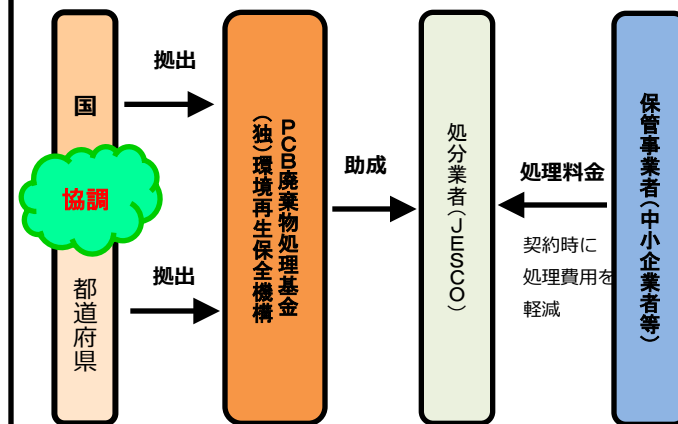 国
協調
都道府県
拠出
拠出
PCB廃棄物処理基金
(独)環境再生保全機構
助成
処分業者(JESCO)
処理料金
契約時に
処理費用を
軽減
保管事業者(中小企業者等)